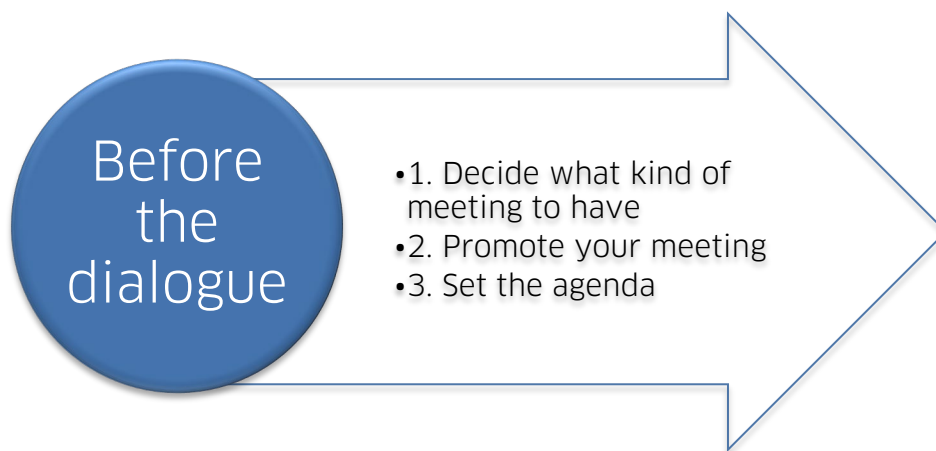 Before
the
dialogue
•1. Decide what kind of
meeting to have
•2. Promote your meeting
•3. Set the agenda